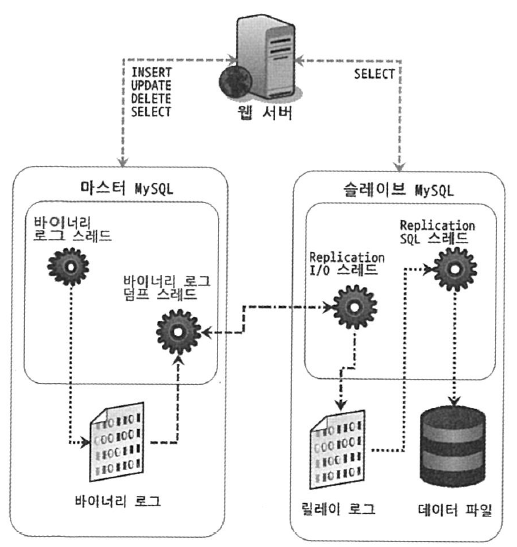 INSERT
UPDATE
DELETE
SELECT
SELECT
웹 서버
마스터 MySQL
바이너리
로그 스레드
바이너리 로그
덤프 스레드
바이너리 로그
슬레이브 MySQL
Replication
SQL 스레드
Replication
I/O 스레드
릴레이 로그
데이터 파일